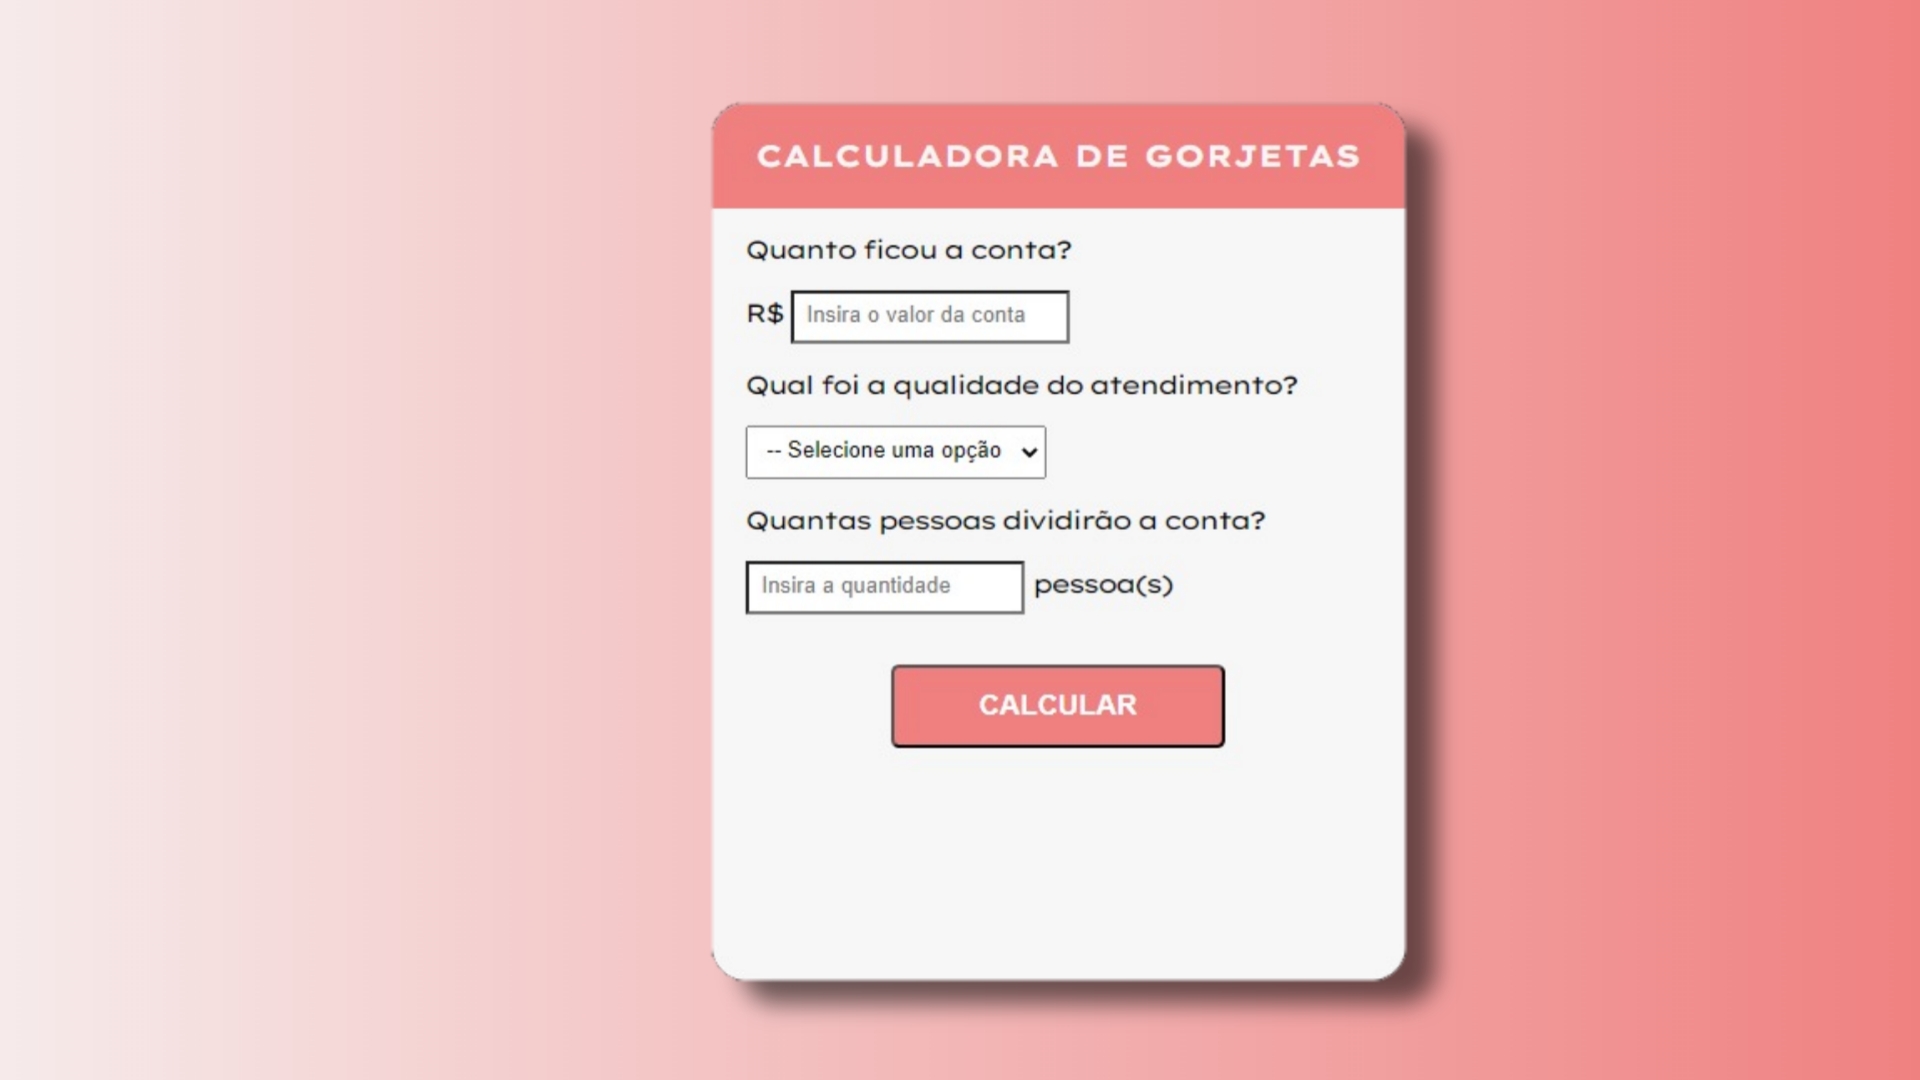 CALCULADORA DE GORJETAS
Quanto ficou a conta?
R$ Insira o valor da conta
Qual foi a qualidade do atendimento?
-- Selecione uma opção
Quantas pessoas dividirão a conta?
Insira a quantidade pessoa(s)
CALCULAR